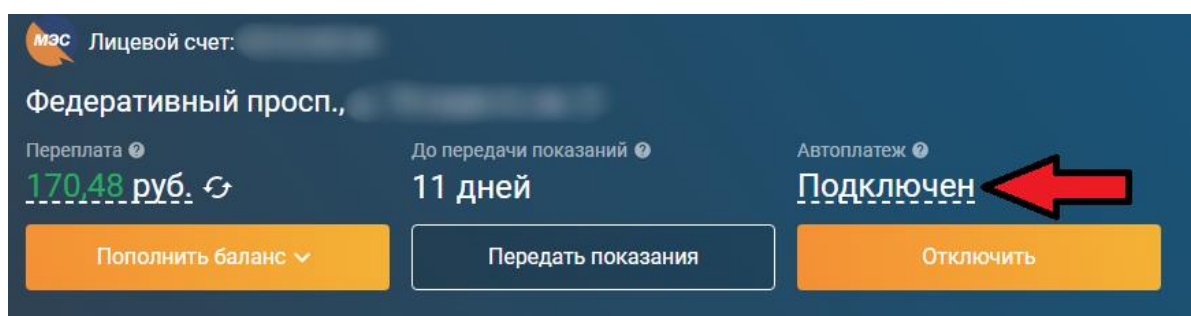 мэс Лицевой счет:
Федеративный просп.,
Переплата ? До передачи показаний ? Автоплатеж ?
170,48 руб. 11 дней Подключен
Пополнить баланс Передать показания Отключить